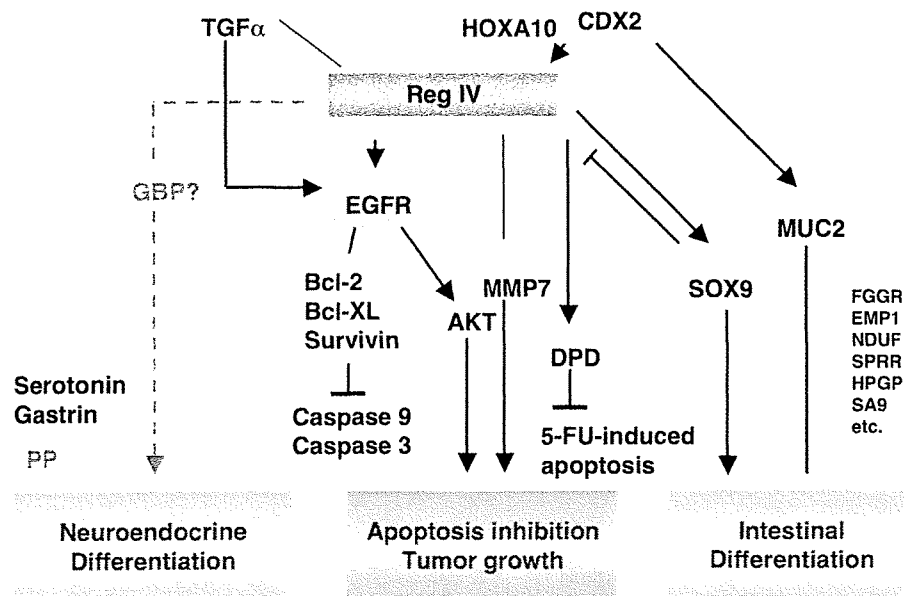 TGFα
HOXA10
CDX2
Reg IV
GBP?
EGFR
MUC2
Bcl-2
Bcl-XL
Survivin
MMP7
AKT
SOX9
DPD
FGGR
EMP1
NDUF
SPRR
HPGP
SA9
etc.
Serotonin
Gastrin
PP
Caspase 9
Caspase 3
5-FU-induced
apoptosis
Neuroendocrine
Differentiation
Apoptosis inhibition
Tumor growth
Intestinal
Differentiation